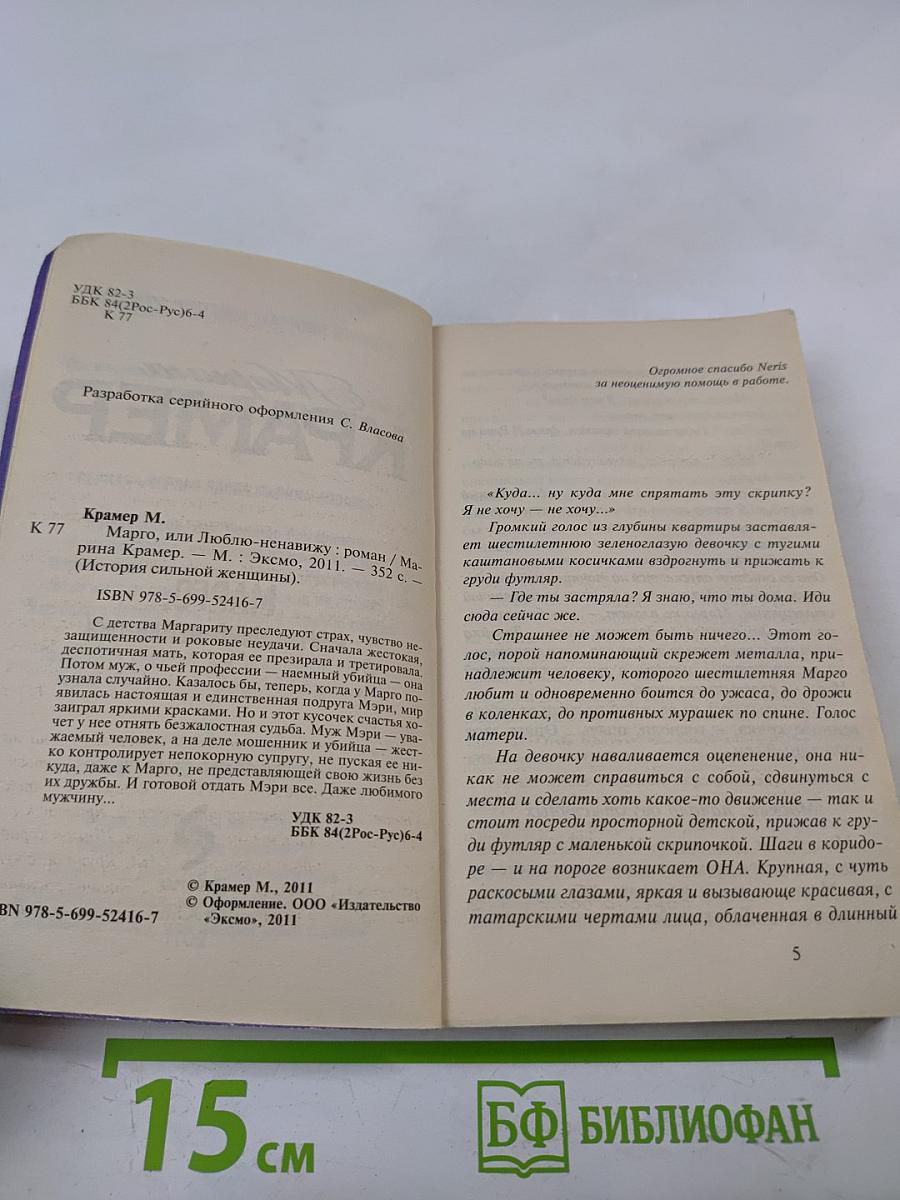 УДК 82-3
ББК 84(2Рос-Рус)6-4
К 77
Разработка серийного оформления С. Власова
Крамер М.
К 77 Марго, или Люблю-ненавижу : роман / Ма-
рина Крамер. — М. : Эксмо, 2011. — 352 с. —
(История сильной женщины).
ISBN 978-5-699-52416-7
С детства Маргариту преследуют страх, чувство не-
защищенности и роковые неудачи. Сначала жестокая,
деспотичная мать, которая ее презирала и третировала.
Потом муж, о чьей профессии — наемный убийца — она
узнала случайно. Казалось бы, теперь, когда у Марго по-
явилась настоящая и единственная подруга Мэри, мир
заиграл яркими красками. Но и этот кусочек счастья хо-
чет у нее отнять безжалостная судьба. Муж Мэри — ува-
жаемый человек, а на деле мошенник и убийца — жест-
ко контролирует непокорную супругу, не пуская ее ни-
куда, даже к Марго, не представляющей свою жизнь без
их дружбы. И готовой отдать Мэри все. Даже любимого
мужчину...
УДК 82-3
ББК 84(2Рос-Рус)6-4
© Крамер М., 2011
© Оформление. ООО «Издательство
«Эксмо», 2011
BN 978-5-699-52416-7
Огромное спасибо Neris
за неоценимую помощь в работе.
«Куда... ну куда мне спрятать эту скрипку?
Я не хочу — не хочу...»
Громкий голос из глубины квартиры заставля-
ет шестилетнюю зеленоглазую девочку с тугими
каштановыми косичками вздрогнуть и прижать к
груди футляр.
— Где ты застряла? Я знаю, что ты дома. Иди
сюда сейчас же.
Страшнее не может быть ничего... Этот го-
лос, порой напоминающий скрежет металла, при-
надлежит человеку, которого шестилетняя Марго
любит и одновременно боится до ужаса, до дрожи
в коленках, до противных мурашек по спине. Голос
матери.
На девочку наваливается оцепенение, она ни-
как не может справиться с собой, сдвинуться с
места и сделать хоть какое-то движение — так и
стоит посреди просторной детской, прижав к гру-
ди футляр с маленькой скрипочкой. Шаги в коридо-
ре — и на пороге возникает ОНА. Крупная, с чуть
раскосыми глазами, яркая и вызывающе красивая, с
татарскими чертами лица, облаченная в длинный
5
15 см
БФ БИБЛИОФАН